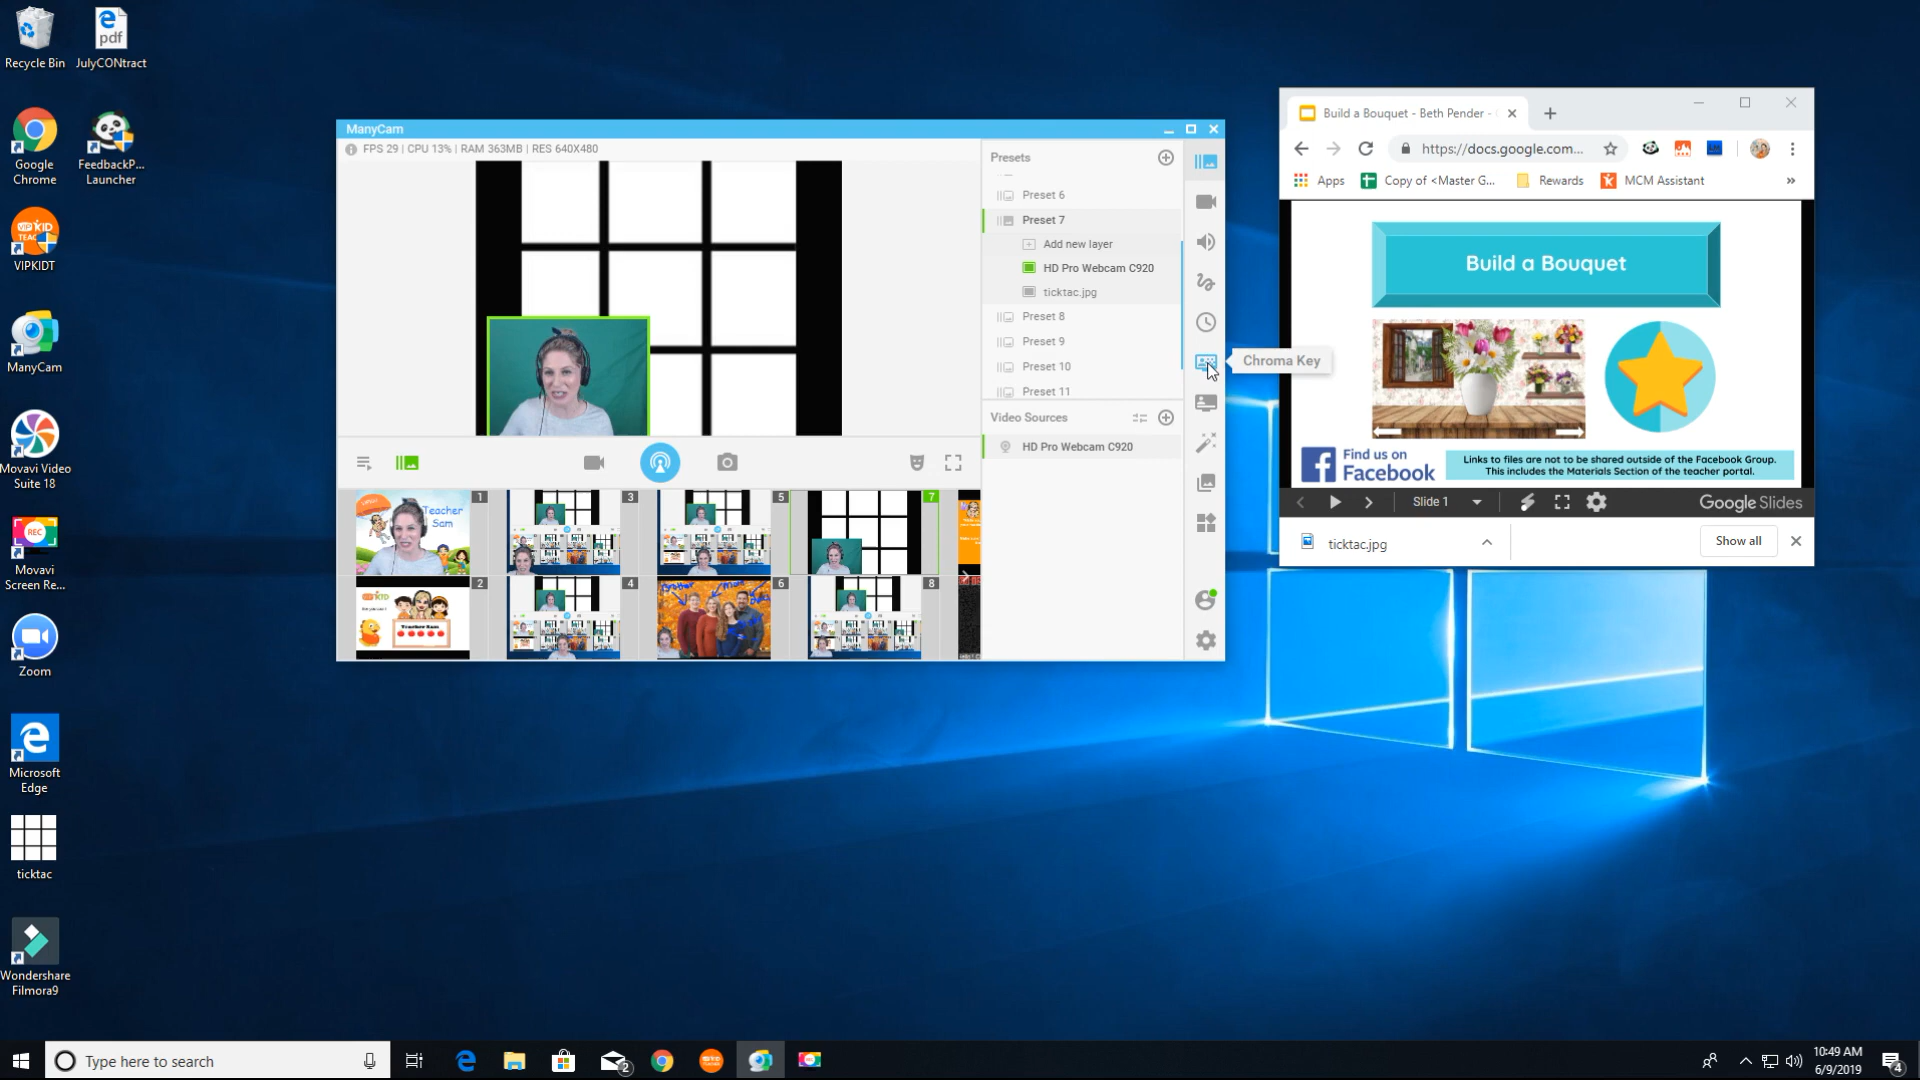 Recycle Bin
JulyCONtract
Google
Chrome
FeedbackP...
Launcher
VIPKIDT
ManyCam
Movavi Video
Suite 18
Movavi
Screen Re...
Zoom
Microsoft
Edge
ticktac
Wondershare
Filmora9
ManyCam
FPS 29 | CPU 13% | RAM 363MB | RES 640X480
Presets
Preset 6
Preset 7
Add new layer
HD Pro Webcam C920
ticktac.jpg
Preset 8
Preset 9
Preset 10
Preset 11
Video Sources
HD Pro Webcam C920
Chroma Key
1
3
5
7
2
4
6
8
Teacher
Sam
Teacher Sam
Brother
Mom
Build a Bouquet - Beth Pender -
https://docs.google.com...
Apps
Copy of <Master G...
Rewards
MCM Assistant
Build a Bouquet
Find us on
Facebook
Links to files are not to be shared outside of the Facebook Group.
This includes the Materials Section of the teacher portal.
Slide 1
Google Slides
ticktac.jpg
Show all
Type here to search
2
10:49 AM
6/9/2019
4